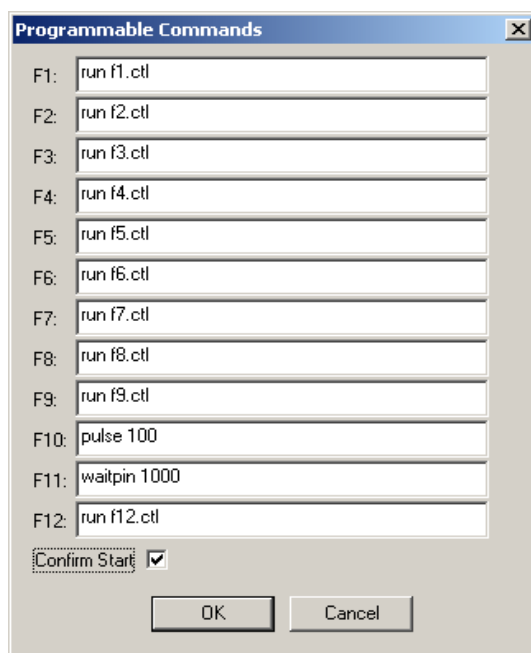 Programmable Commands
F1: run f1.ctl
F2: run f2.ctl
F3: run f3.ctl
F4: run f4.ctl
F5: run f5.ctl
F6: run f6.ctl
F7: run f7.ctl
F8: run f8.ctl
F9: run f9.ctl
F10: pulse 100
F11: waitpin 1000
F12: run f12.ctl
Confirm Start
OK Cancel